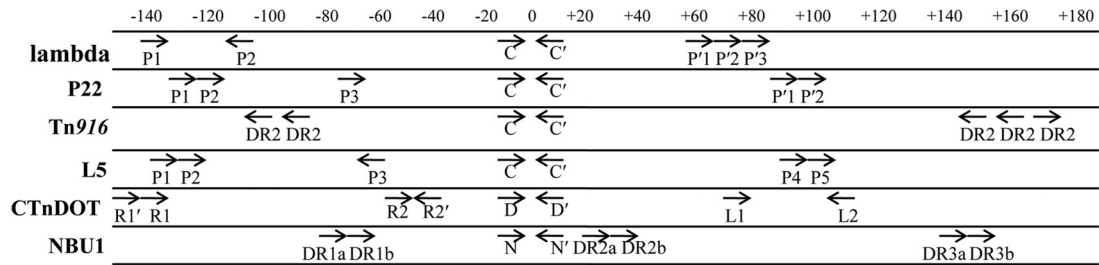 -140 -120 -100 -80 -60 -40 -20 0 +20 +40 +60 +80 +100 +120 +140 +160 +180
lambda P1 P2 C C′ P′1 P′2 P′3
P22 P1 P2 P3 C C′ P′1 P′2
Tn916 DR2 DR2 C C′ DR2 DR2 DR2
L5 P1 P2 P3 C C′ P4 P5
CTnDOT R1′ R1 R2 R2′ D D′ L1 L2
NBU1 DR1a DR1b N N′ DR2a DR2b DR3a DR3b